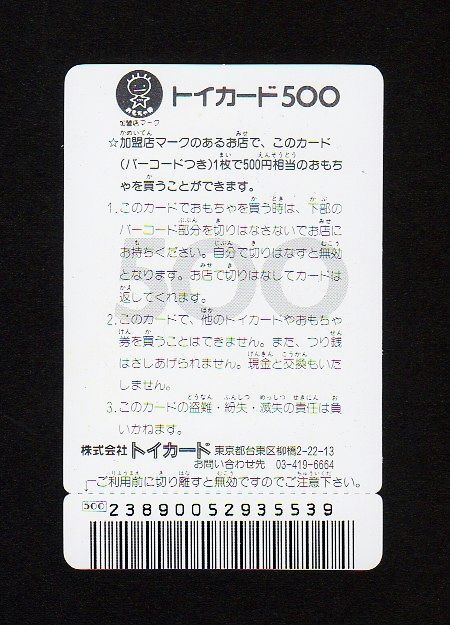 おもちゃの券
トイカード500
加盟店マーク
☆加盟店マークのあるお店で、このカード
(バーコードつき)1枚で500円相当のおもち
ゃを買うことができます。
1.このカードでおもちゃを買う時は、下部の
バーコード部分を切りはなさないでお店に
お持ちください。自分で切りはなすと無効
となります。お店で切りはなしてカードは
返してくれます。
2.このカードで、他のトイカードやおもちゃ
券を買うことはできません。また、つり銭
はさしあげられません。現金と交換もいた
しません。
3.このカードの盗難・紛失・滅失の責任は負
いかねます。
株式会社トイカード 東京都台東区柳橋2-22-13
お問い合わせ先 03-419-6664
ご利用前に切り離すと無効ですのでご注意下さい。
500 23890052935539